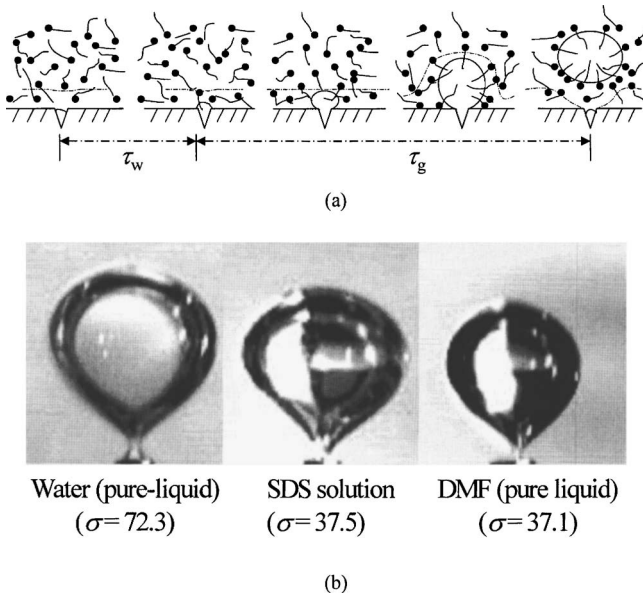 τw τg
(a)
Water (pure-liquid) SDS solution DMF (pure liquid)
(σ= 72.3) (σ= 37.5) (σ= 37.1)
(b)